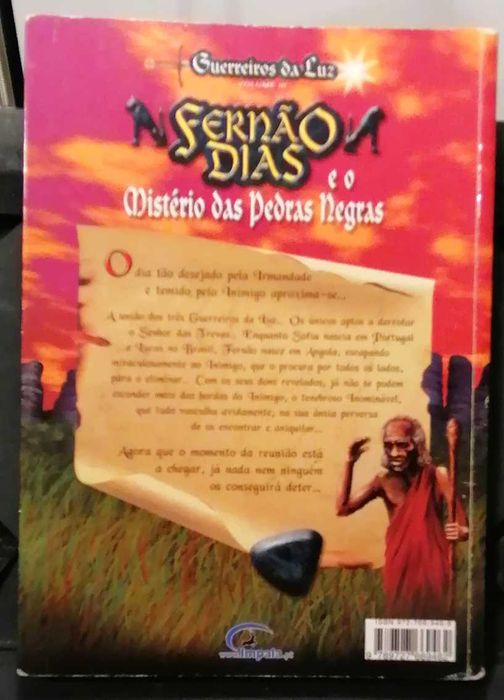 Guerreiros da Luz
VOLUME III
FERNÃO
DIAS
e o
Mistério das Pedras Negras
O dia tão desejado pela Irmandade
e temido pelo Inimigo aproxima-se...
A união dos três Guerreiros da Luz... Os únicos aptos a derrotar
o Senhor das Trevas... Enquanto Sofia nascia em Portugal
e Lucas no Brasil, Fernão nasce em Angola, escapando
miraculosamente ao Inimigo, que o procura por todos os lados,
para o eliminar... Com os seus dons revelados, já não se podem
esconder mais das hordas do Inimigo, o tenebroso Inominável,
que tudo vasculha avidamente, na sua ânsia perversa
de os encontrar e aniquilar...
Agora que o momento da reunião está
a chegar, já nada nem ninguém
os conseguirá deter...
www.Impala.pt